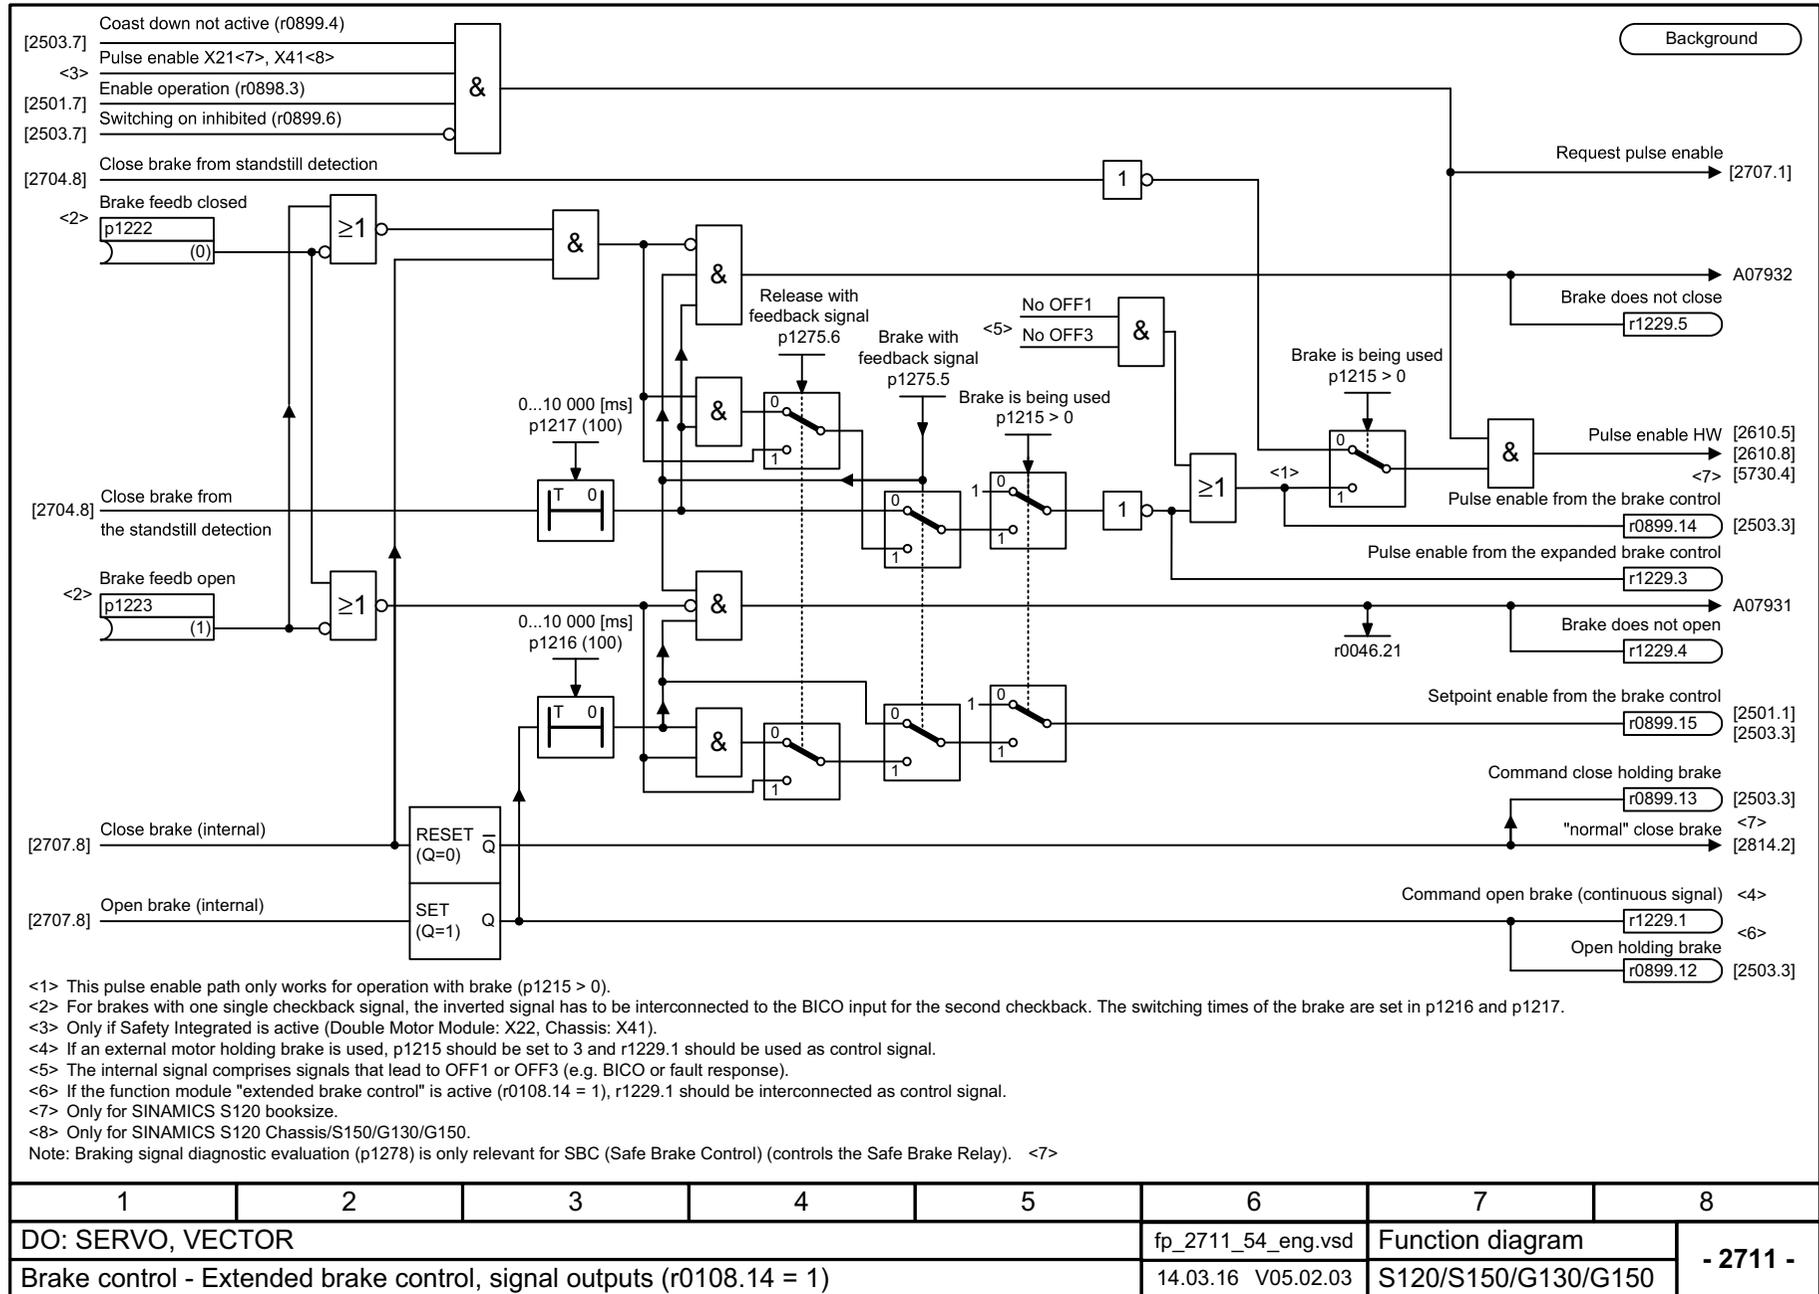 Coast down not active (r0899.4)
[2503.7]
Pulse enable X21<7>, X41<8>
<3>
Enable operation (r0898.3)
[2501.7]
Switching on inhibited (r0899.6)
[2503.7]
&
Background
Close brake from standstill detection
[2704.8]
1
Request pulse enable
[2707.1]
Brake feedb closed
<2>
p1222
(0)
≥1
&
&
A07932
Brake does not close
r1229.5
Release with
feedback signal
p1275.6
No OFF1
<5>
No OFF3
&
Brake with
feedback signal
p1275.5
Brake is being used
p1215 > 0
Brake is being used
p1215 > 0
0...10 000 [ms]
p1217 (100)
&
0
1
0
1
&
Pulse enable HW
[2610.5]
[2610.8]
<7>
[5730.4]
Close brake from
[2704.8]
the standstill detection
T 0
0
1
1
0
1
1
≥1
<1>
Pulse enable from the brake control
r0899.14
[2503.3]
Pulse enable from the expanded brake control
r1229.3
Brake feedb open
<2>
p1223
(1)
≥1
&
A07931
Brake does not open
r1229.4
r0046.21
0...10 000 [ms]
p1216 (100)
T 0
&
0
1
0
1
1
0
1
Setpoint enable from the brake control
r0899.15
[2501.1]
[2503.3]
Command close holding brake
r0899.13
[2503.3]
Close brake (internal)
[2707.8]
RESET
(Q=0)
Q
"normal" close brake
<7>
[2814.2]
Open brake (internal)
[2707.8]
SET
(Q=1)
Q
Command open brake (continuous signal)
<4>
r1229.1
<6>
Open holding brake
r0899.12
[2503.3]
<1> This pulse enable path only works for operation with brake (p1215 > 0).
<2> For brakes with one single checkback signal, the inverted signal has to be interconnected to the BICO input for the second checkback. The switching times of the brake are set in p1216 and p1217.
<3> Only if Safety Integrated is active (Double Motor Module: X22, Chassis: X41).
<4> If an external motor holding brake is used, p1215 should be set to 3 and r1229.1 should be used as control signal.
<5> The internal signal comprises signals that lead to OFF1 or OFF3 (e.g. BICO or fault response).
<6> If the function module "extended brake control" is active (r0108.14 = 1), r1229.1 should be interconnected as control signal.
<7> Only for SINAMICS S120 booksize.
<8> Only for SINAMICS S120 Chassis/S150/G130/G150.
Note: Braking signal diagnostic evaluation (p1278) is only relevant for SBC (Safe Brake Control) (controls the Safe Brake Relay). <7>
1 2 3 4 5 6 7 8
DO: SERVO, VECTOR
fp_2711_54_eng.vsd
Function diagram
- 2711 -
Brake control - Extended brake control, signal outputs (r0108.14 = 1)
14.03.16 V05.02.03
S120/S150/G130/G150